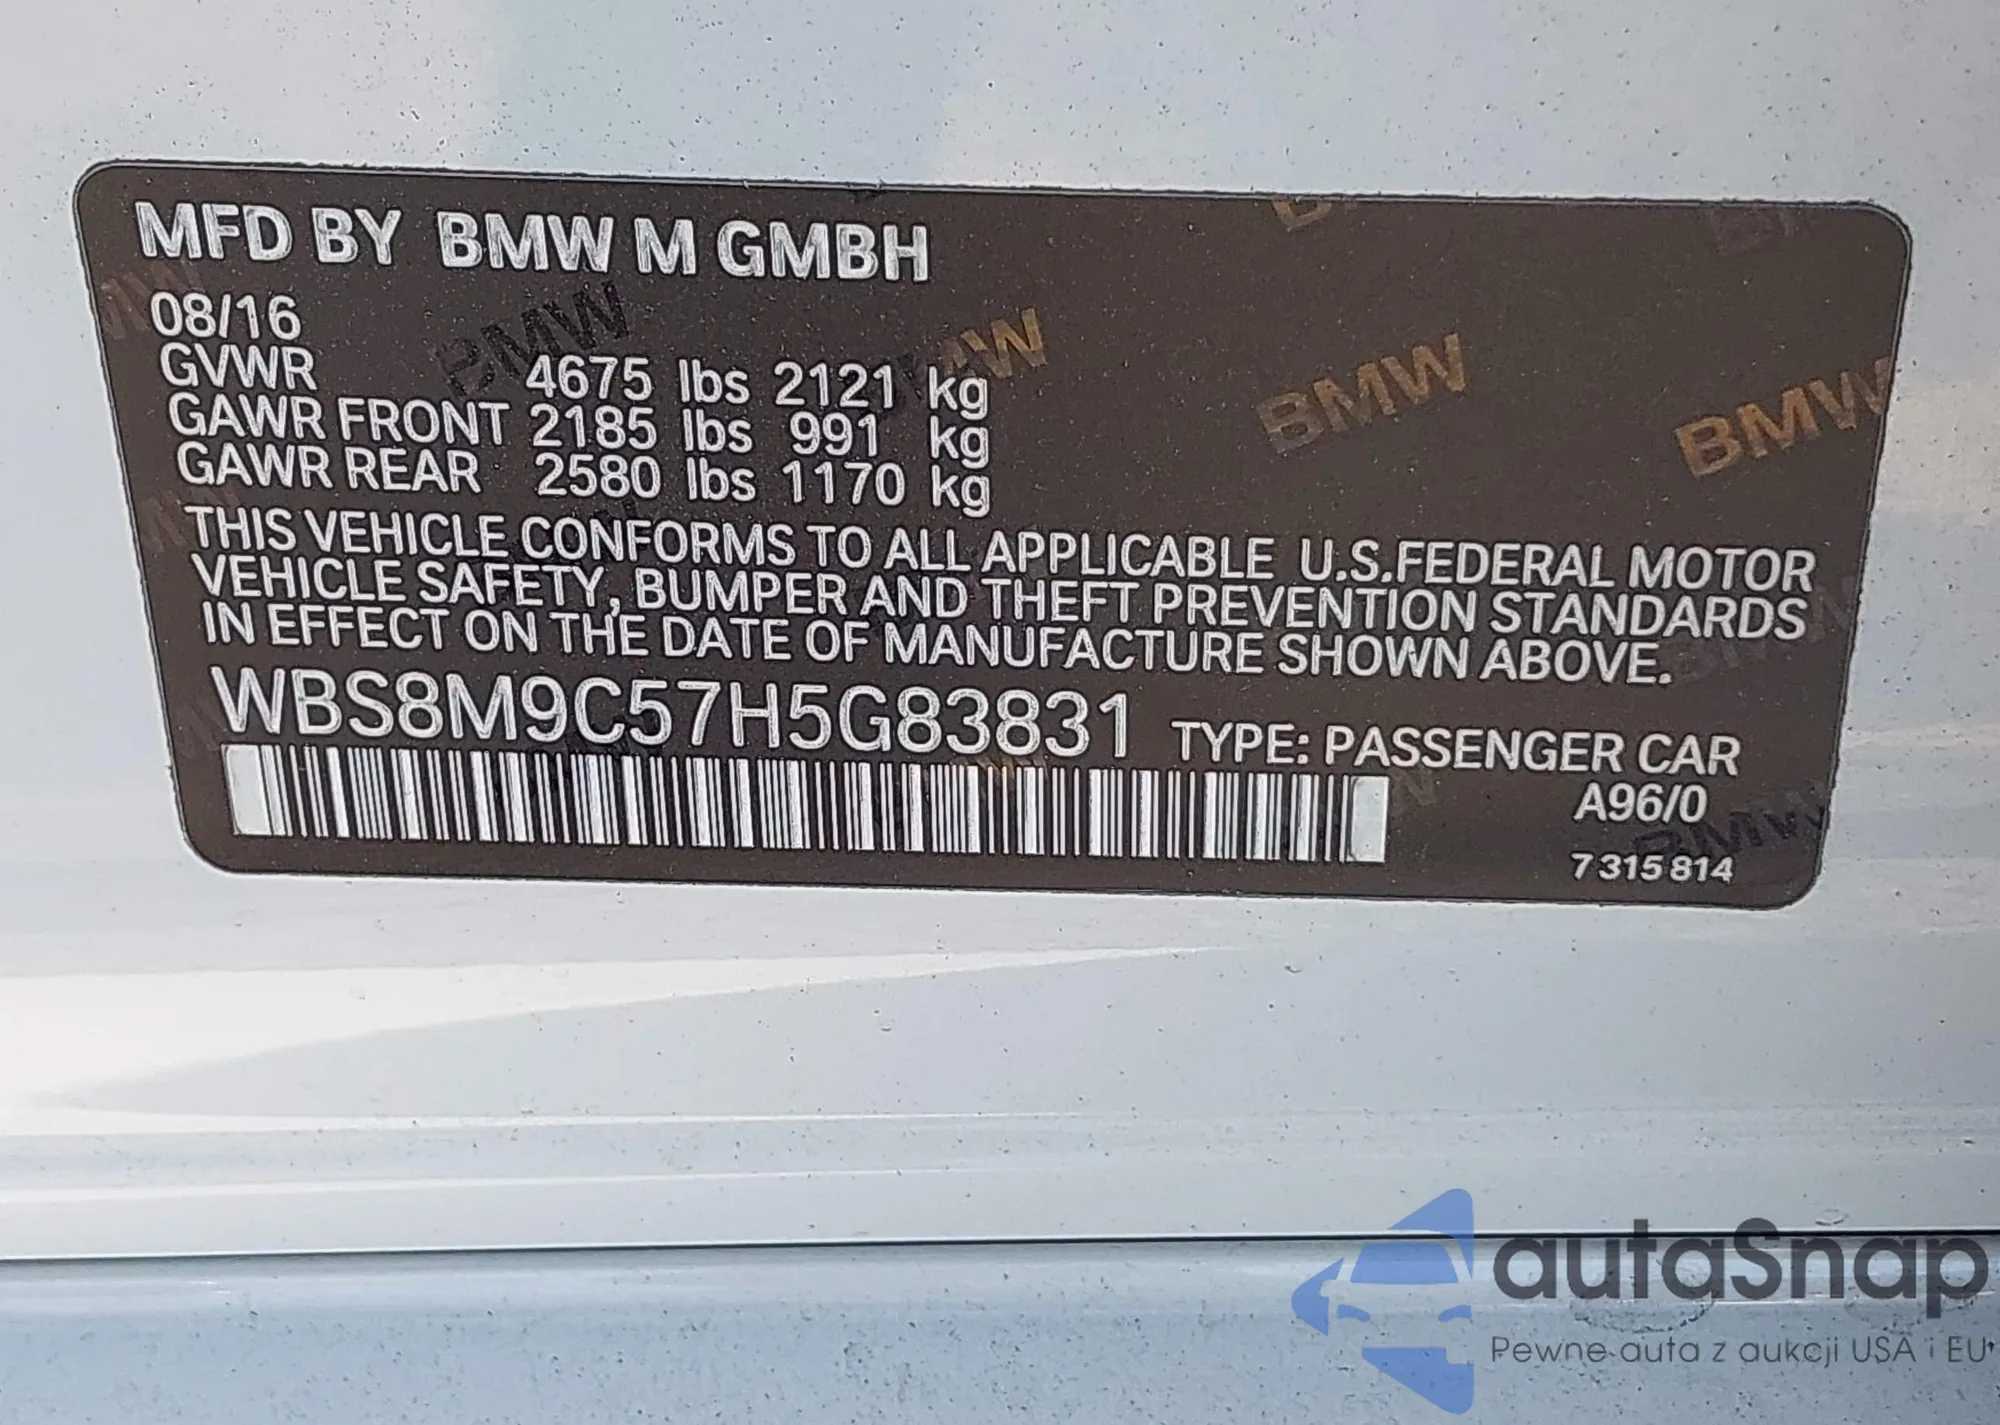 MFD BY BMW M GMBH
08/16
GVWR 4675 lbs 2121 kg
GAWR FRONT 2185 lbs 991 kg
GAWR REAR 2580 lbs 1170 kg
THIS VEHICLE CONFORMS TO ALL APPLICABLE U.S.FEDERAL MOTOR
VEHICLE SAFETY, BUMPER AND THEFT PREVENTION STANDARDS
IN EFFECT ON THE DATE OF MANUFACTURE SHOWN ABOVE.
WBS8M9C57H5G83831 TYPE: PASSENGER CAR
A96/0
7 315 814
BMW
BMW
BMW
BMW
autaSnap
Pewne auta z aukcji USA i EU